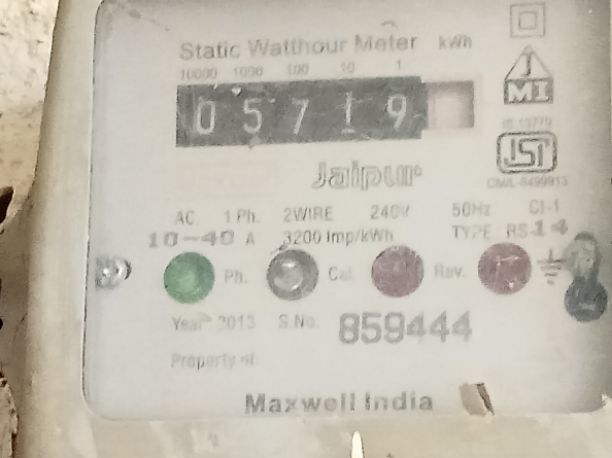 Static Watthour Meter kWh
10000 1000 100 10 1
0 5 7 1 9
J
MI
IS 13779
ISI
CM/L-8499913
Jaipur
AC 1 Ph. 2WIRE 240V 50Hz Cl-1
10-40 A 3200 Imp/kWh TYPE RS-14
Ph. Cal. Rev.
Year 2013 S.No. 859444
Property of
Maxwell India